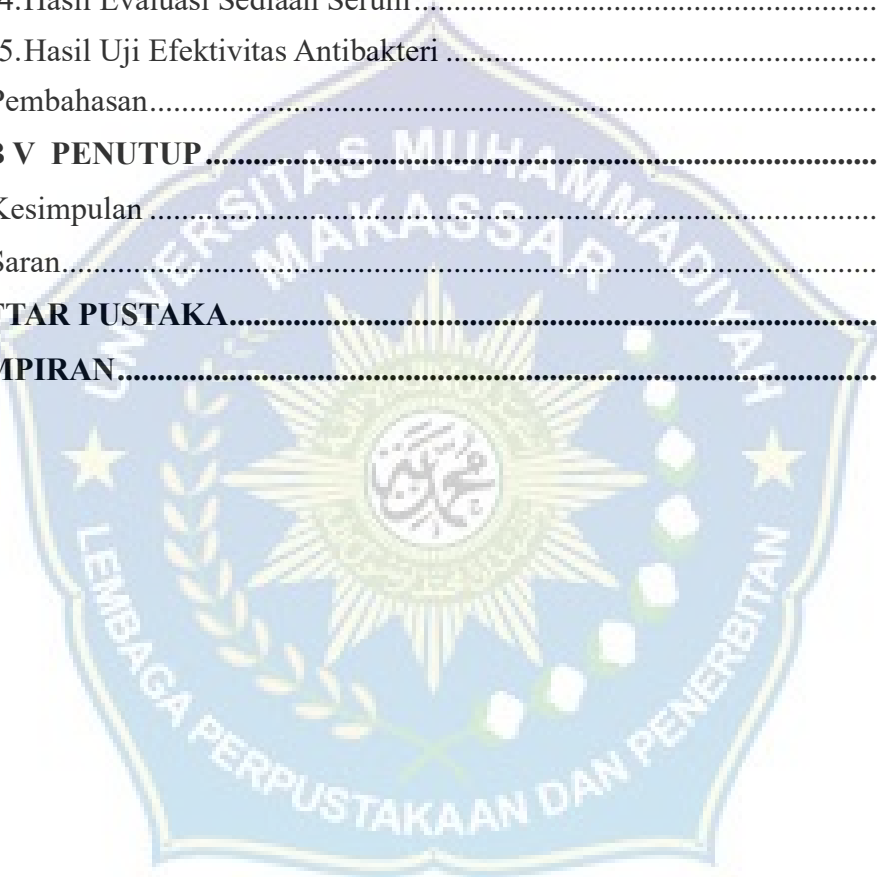 4.Hasil Evaluasi Sediaan Serum....................................................
5.Hasil Uji Efektivitas Antibakteri ..................................................
Pembahasan....................................................................................
V PENUTUP....................................................................................
Kesimpulan ....................................................................................
Saran...............................................................................................
TAR PUSTAKA..............................................................................
MPIRAN.........................................................................................
UNIVERSITAS MUHAMMADIYAH
MAKASSAR
LEMBAGA PERPUSTAKAAN DAN PENERBITAN